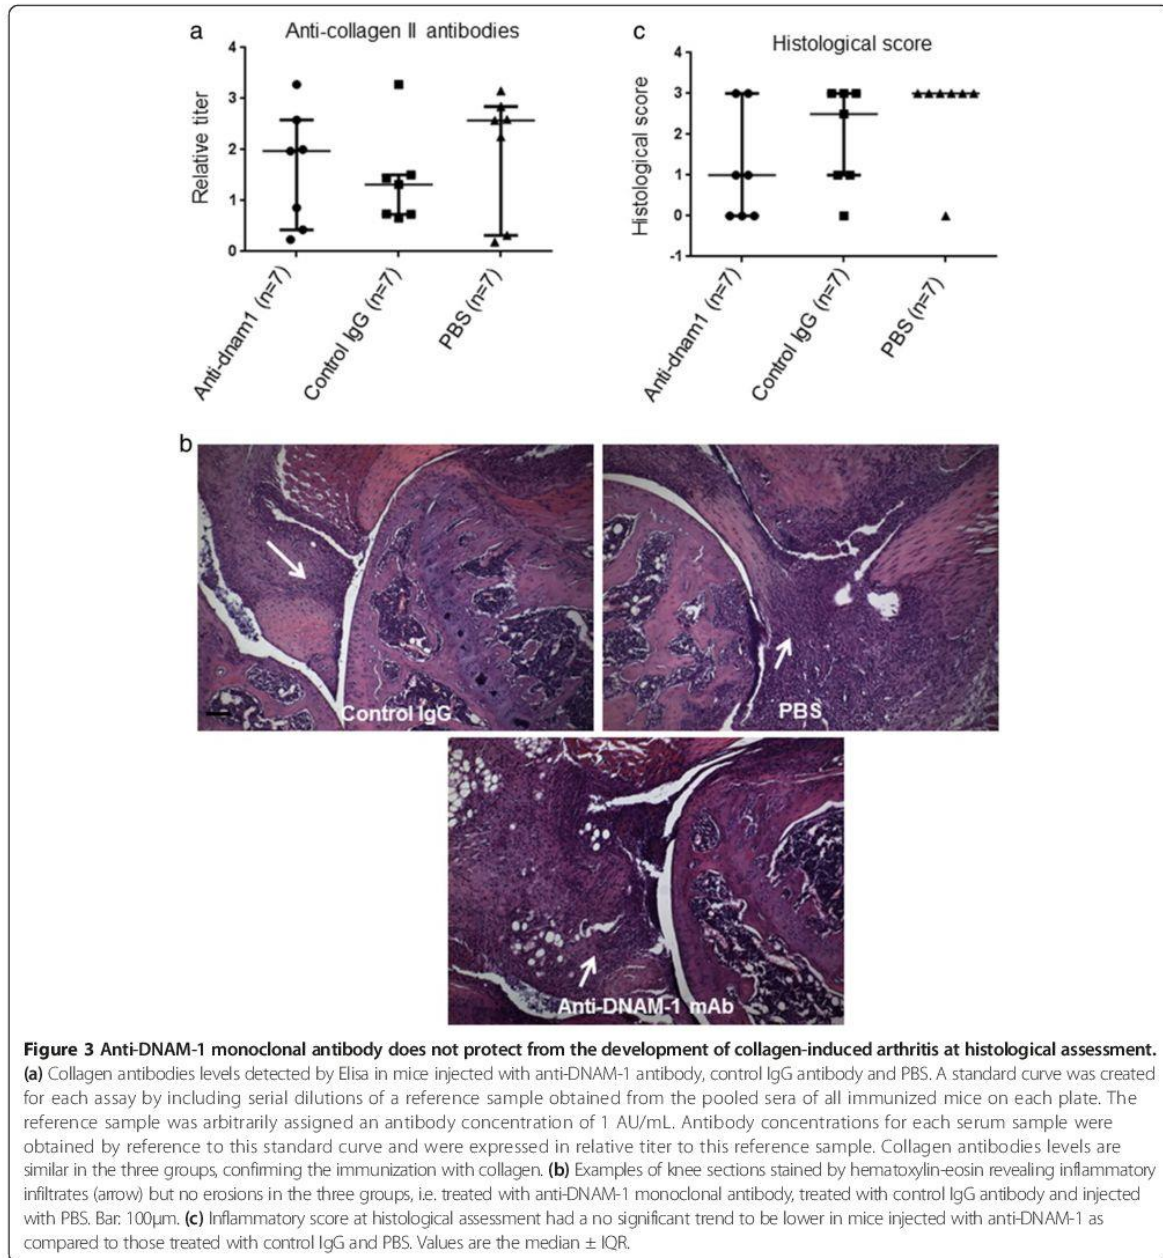 a
Anti-collagen II antibodies
Relative titer
4
3
2
1
0
Anti-dnam1 (n=7)
Control IgG (n=7)
PBS (n=7)
c
Histological score
Histological score
4
3
2
1
0
-1
Anti-dnam1 (n=7)
Control IgG (n=7)
PBS (n=7)
b
Control IgG
PBS
Anti-DNAM-1 mAb
Figure 3 Anti-DNAM-1 monoclonal antibody does not protect from the development of collagen-induced arthritis at histological assessment.
(a) Collagen antibodies levels detected by Elisa in mice injected with anti-DNAM-1 antibody, control IgG antibody and PBS. A standard curve was created
for each assay by including serial dilutions of a reference sample obtained from the pooled sera of all immunized mice on each plate. The
reference sample was arbitrarily assigned an antibody concentration of 1 AU/mL. Antibody concentrations for each serum sample were
obtained by reference to this standard curve and were expressed in relative titer to this reference sample. Collagen antibodies levels are
similar in the three groups, confirming the immunization with collagen. (b) Examples of knee sections stained by hematoxylin-eosin revealing inflammatory
infiltrates (arrow) but no erosions in the three groups, i.e. treated with anti-DNAM-1 monoclonal antibody, treated with control IgG antibody and injected
with PBS. Bar: 100μm. (c) Inflammatory score at histological assessment had a no significant trend to be lower in mice injected with anti-DNAM-1 as
compared to those treated with control IgG and PBS. Values are the median ± IQR.